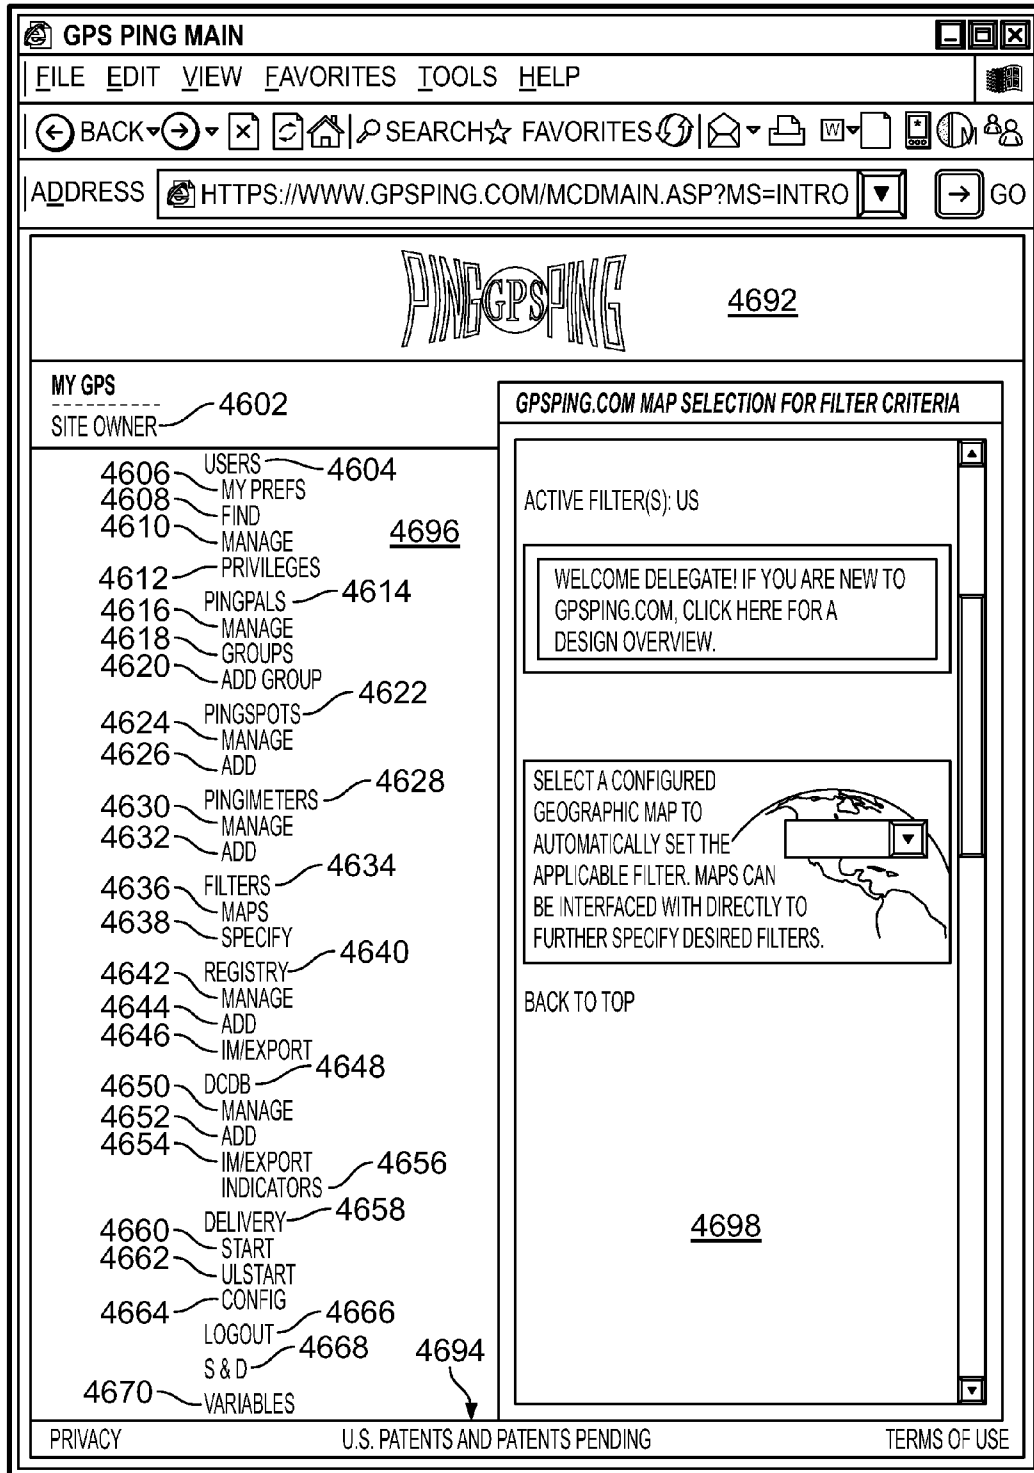 GPS PING MAIN
FILE EDIT VIEW FAVORITES TOOLS HELP
BACK SEARCH FAVORITES W M
ADDRESS HTTPS://WWW.GPSPING.COM/MCDMAIN.ASP?MS=INTRO GO
PING GPS PING 4692
MY GPS
SITE OWNER 4602
USERS 4604
4606 MY PREFS
4608 FIND
4610 MANAGE 4696
4612 PRIVILEGES
PINGPALS 4614
4616 MANAGE
4618 GROUPS
4620 ADD GROUP
PINGSPOTS 4622
4624 MANAGE
4626 ADD
PINGIMETERS 4628
4630 MANAGE
4632 ADD
FILTERS 4634
4636 MAPS
4638 SPECIFY
REGISTRY 4640
4642 MANAGE
4644 ADD
4646 IM/EXPORT
DCDB 4648
4650 MANAGE
4652 ADD
4654 IM/EXPORT
INDICATORS 4656
DELIVERY 4658
4660 START
4662 ULSTART
4664 CONFIG
LOGOUT 4666
S & D 4668
4670 VARIABLES
4694
GPSPING.COM MAP SELECTION FOR FILTER CRITERIA
ACTIVE FILTER(S): US
WELCOME DELEGATE! IF YOU ARE NEW TO
GPSPING.COM, CLICK HERE FOR A
DESIGN OVERVIEW.
SELECT A CONFIGURED
GEOGRAPHIC MAP TO
AUTOMATICALLY SET THE
APPLICABLE FILTER. MAPS CAN
BE INTERFACED WITH DIRECTLY TO
FURTHER SPECIFY DESIRED FILTERS.
BACK TO TOP
4698
PRIVACY U.S. PATENTS AND PATENTS PENDING TERMS OF USE